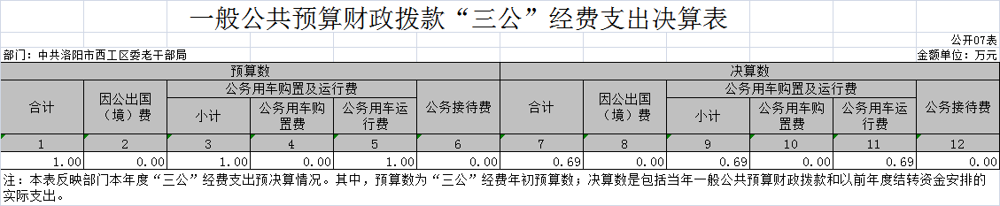 一般公共预算财政拨款“三公”经费支出决算表
公开07表
部门：中共洛阳市西工区委老干部局 金额单位：万元
预算数 决算数
合计 因公出国（境）费 公务用车购置及运行费 公务接待费 合计 因公出国（境）费 公务用车购置及运行费 公务接待费
小计 公务用车购置费 公务用车运行费 小计 公务用车购置费 公务用车运行费
1 2 3 4 5 6 7 8 9 10 11 12
1.00 0.00 1.00 0.00 1.00 0.00 0.69 0.00 0.69 0.00 0.69 0.00
注：本表反映部门本年度“三公”经费支出预决算情况。其中，预算数为“三公”经费年初预算数；决算数是包括当年一般公共预算财政拨款和以前年度结转资金安排的
实际支出。